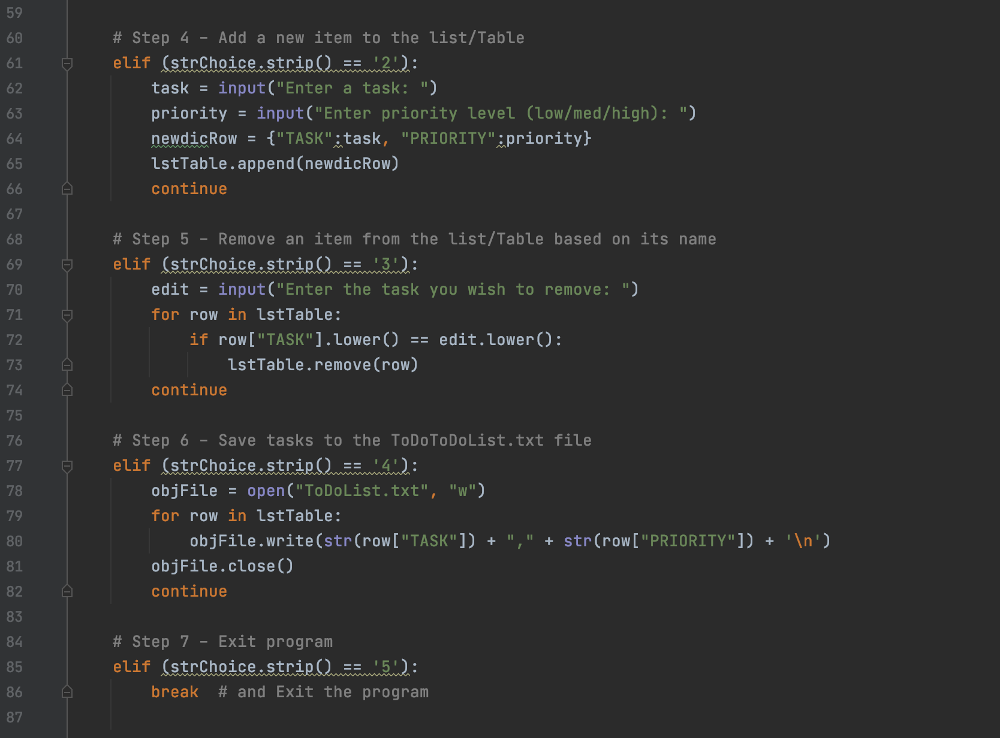 59
60 # Step 4 - Add a new item to the list/Table
61 elif (strChoice.strip() == '2'):
62 task = input("Enter a task: ")
63 priority = input("Enter priority level (low/med/high): ")
64 newdicRow = {"TASK":task, "PRIORITY":priority}
65 lstTable.append(newdicRow)
66 continue
67
68 # Step 5 - Remove an item from the list/Table based on its name
69 elif (strChoice.strip() == '3'):
70 edit = input("Enter the task you wish to remove: ")
71 for row in lstTable:
72 if row["TASK"].lower() == edit.lower():
73 lstTable.remove(row)
74 continue
75
76 # Step 6 - Save tasks to the ToDoToDoList.txt file
77 elif (strChoice.strip() == '4'):
78 objFile = open("ToDoList.txt", "w")
79 for row in lstTable:
80 objFile.write(str(row["TASK"]) + "," + str(row["PRIORITY"]) + '\n')
81 objFile.close()
82 continue
83
84 # Step 7 - Exit program
85 elif (strChoice.strip() == '5'):
86 break  # and Exit the program
87